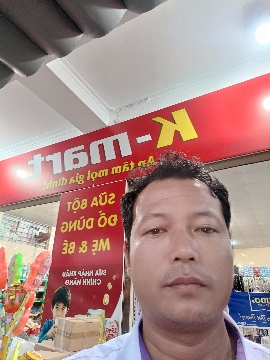 K-mart
An tâm mọi gia đình!
SỮA BỘT
ĐỒ DÙNG
MẸ & BÉ
SỮA NHẬP KHẨU
CHÍNH HÃNG